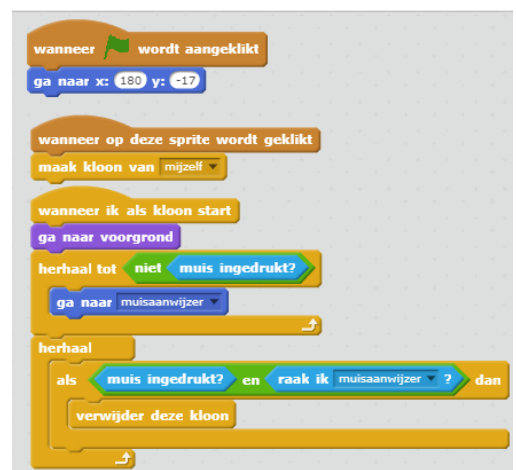 wanneer wordt aangeklikt
ga naar x: 180 y: -17
wanneer op deze sprite wordt geklikt
maak kloon van mijzelf
wanneer ik als kloon start
ga naar voorgrond
herhaal tot niet muis ingedrukt?
ga naar muisaanwijzer
herhaal
als muis ingedrukt? en raak ik muisaanwijzer ? dan
verwijder deze kloon